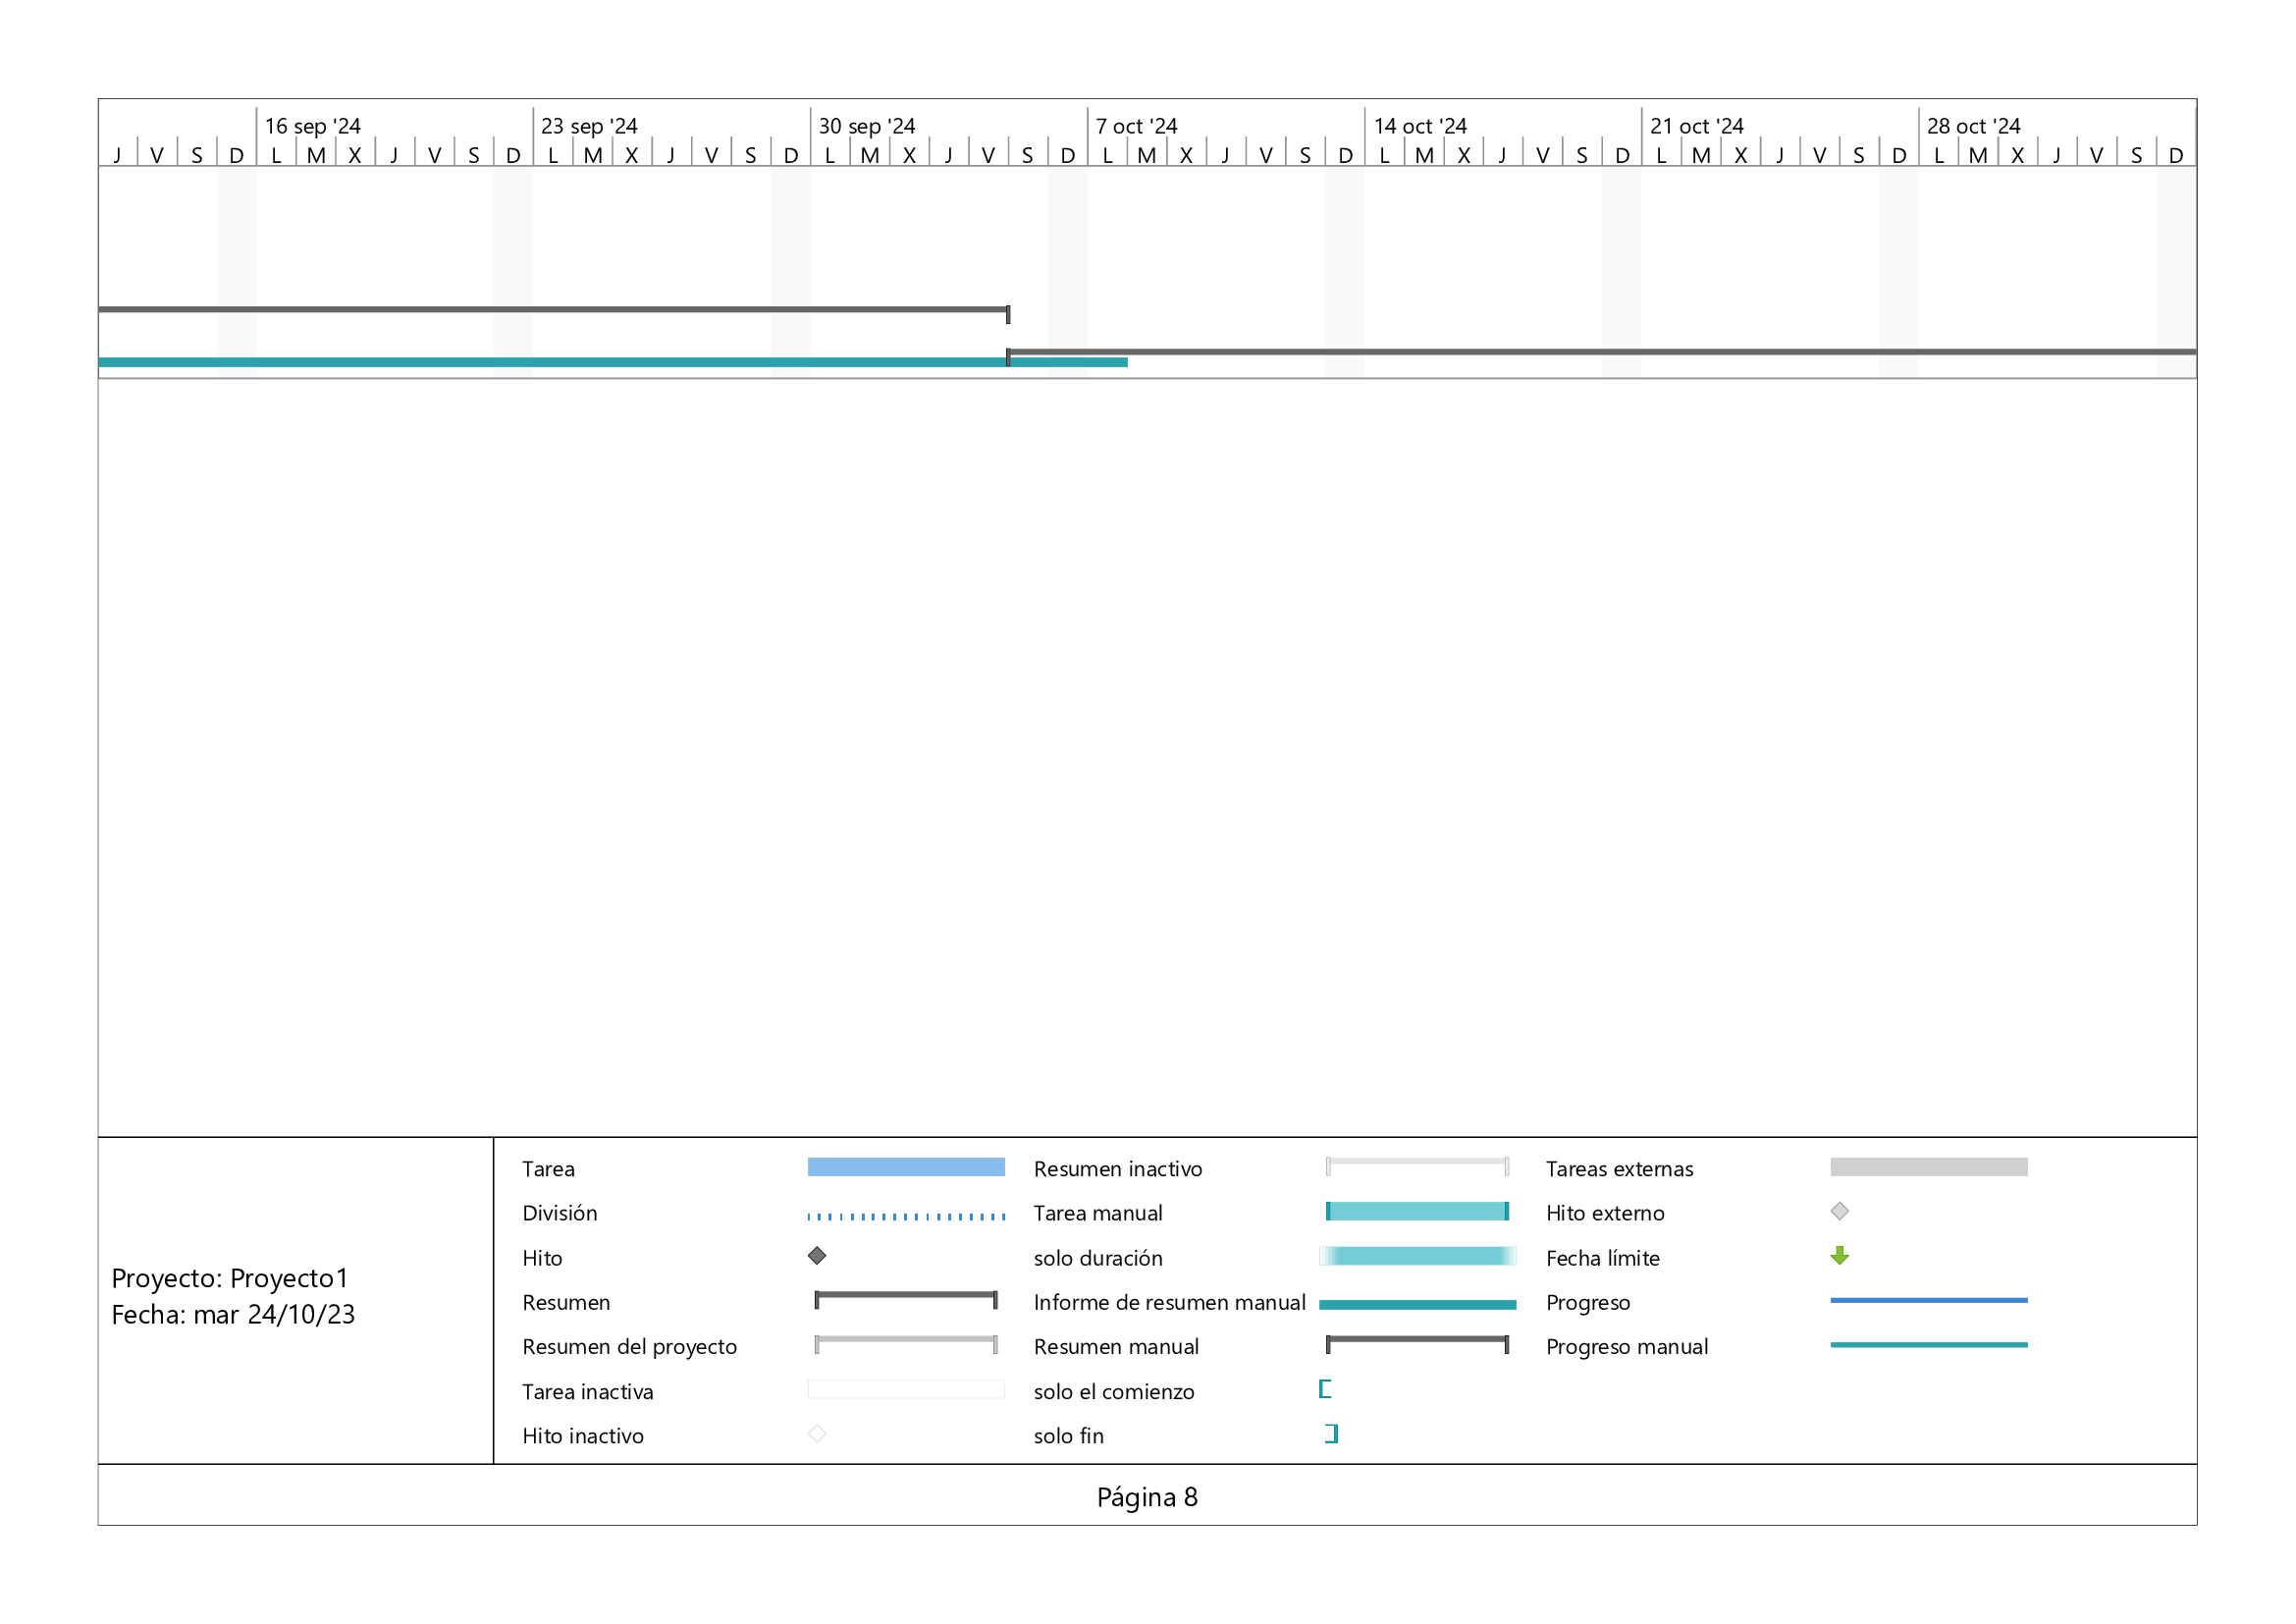 16 sep '24 23 sep '24 30 sep '24 7 oct '24 14 oct '24 21 oct '24 28 oct '24
J V S D L M X J V S D L M X J V S D L M X J V S D L M X J V S D L M X J V S D L M X J V S D L M X J V S D
Tarea Resumen inactivo Tareas externas
División Tarea manual Hito externo
Hito solo duración Fecha límite
Proyecto: Proyecto1
Fecha: mar 24/10/23
Resumen Informe de resumen manual Progreso
Resumen del proyecto Resumen manual Progreso manual
Tarea inactiva solo el comienzo
Hito inactivo solo fin
Página 8